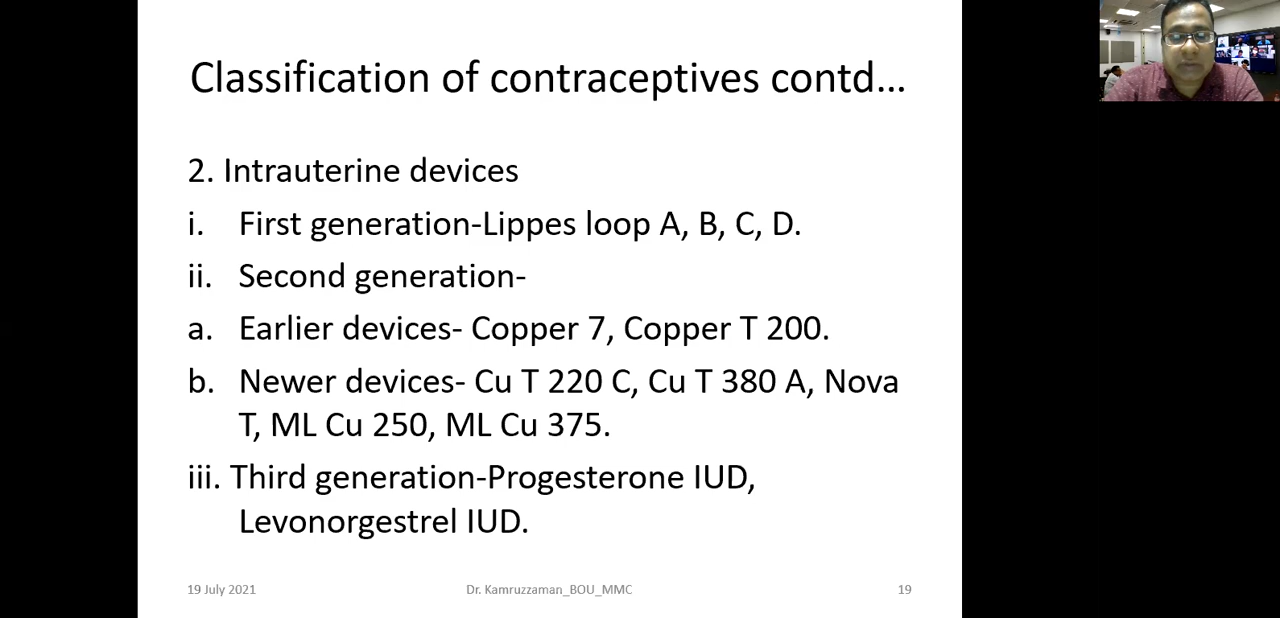 Classification of contraceptives contd...
2. Intrauterine devices
i. First generation-Lippes loop A, B, C, D.
ii. Second generation-
a. Earlier devices- Copper 7, Copper T 200.
b. Newer devices- Cu T 220 C, Cu T 380 A, Nova
T, ML Cu 250, ML Cu 375.
iii. Third generation-Progesterone IUD,
Levonorgestrel IUD.
19 July 2021
Dr. Kamruzzaman_BOU_MMC
19